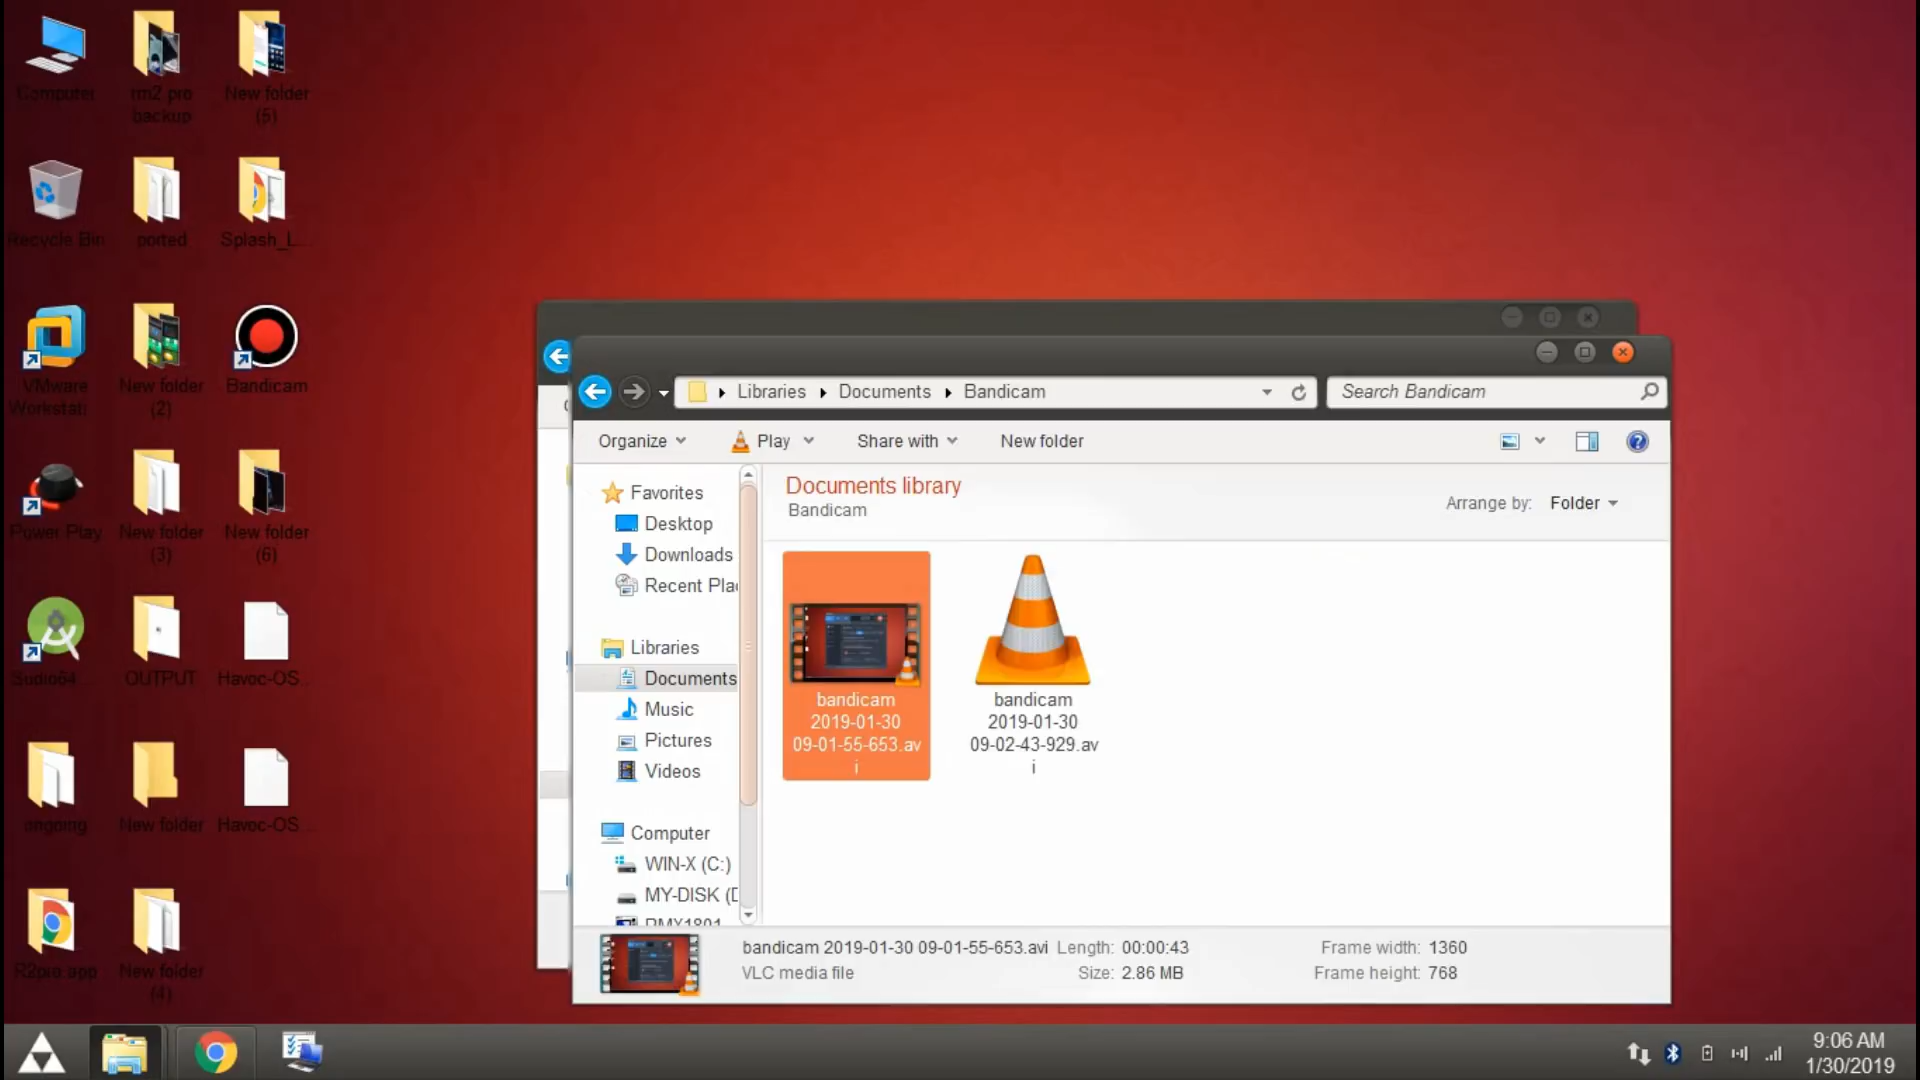 Computer
rm2 pro
backup
New folder
(5)
Recycle Bin
ported
Splash_L...
VMware
Workstati...
New folder
(2)
Bandicam
Power Play
New folder
(3)
New folder
(6)
Sudio64...
OUTPUT
Havoc-OS...
ongoing
New folder
Havoc-OS...
R2pro app
New folder
(4)
Libraries
Documents
Bandicam
Search Bandicam
Organize
Play
Share with
New folder
Favorites
Desktop
Downloads
Recent Pla
Libraries
Documents
Music
Pictures
Videos
Computer
WIN-X (C:)
MY-DISK (D
RMX1801
Documents library
Bandicam
Arrange by: Folder
bandicam
2019-01-30
09-01-55-653.av
i
bandicam
2019-01-30
09-02-43-929.av
i
bandicam 2019-01-30 09-01-55-653.avi Length: 00:00:43 Frame width: 1360
VLC media file Size: 2.86 MB Frame height: 768
9:06 AM
1/30/2019